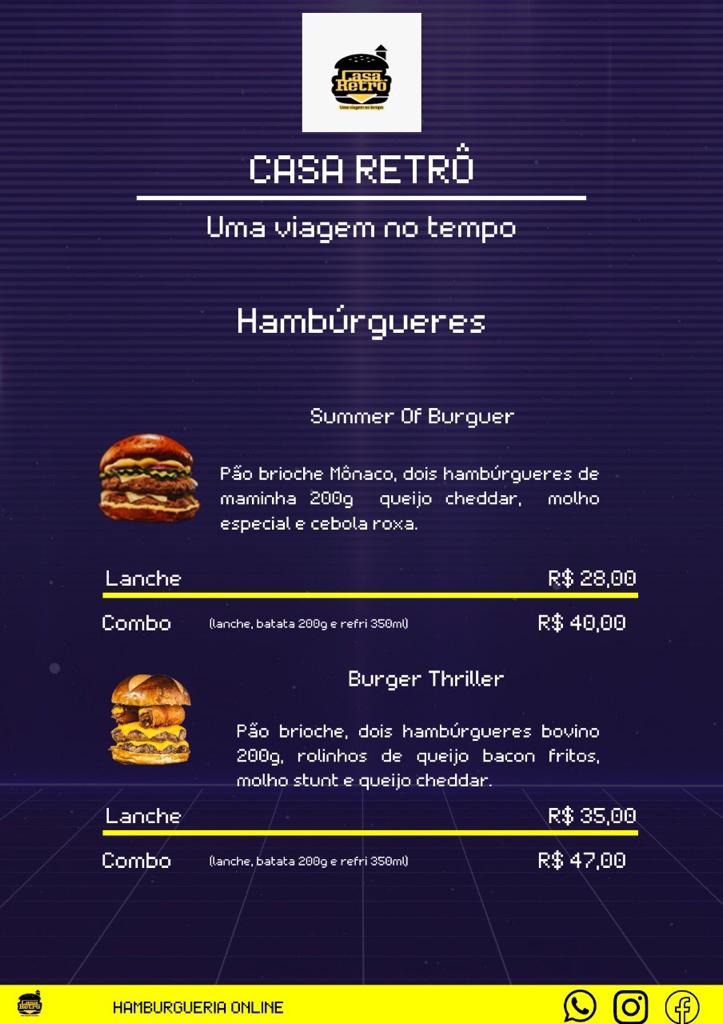 Casa
Retrô
Uma viagem no tempo
CASA RETRÔ
Uma viagem no tempo
Hambúrgueres
Summer Of Burguer
Pão brioche Mônaco, dois hambúrgueres de
maminha 200g queijo cheddar, molho
especial e cebola roxa.
Lanche R$ 28,00
Combo (lanche, batata 200g e refri 350ml) R$ 40,00
Burger Thriller
Pão brioche, dois hambúrgueres bovino
200g, rolinhos de queijo bacon fritos,
molho stunt e queijo cheddar.
Lanche R$ 35,00
Combo (lanche, batata 200g e refri 350ml) R$ 47,00
Casa
Retrô
HAMBURGUERIA ONLINE